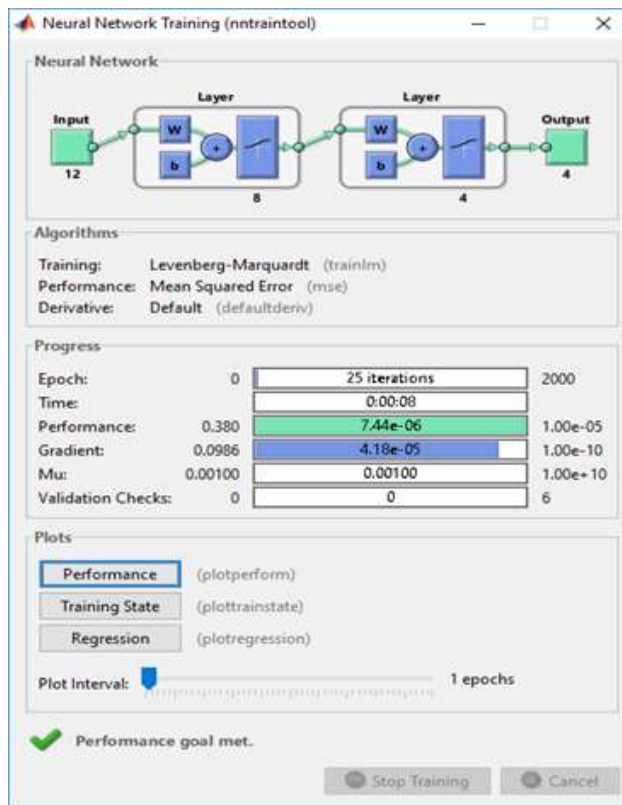 Neural Network Training (nntraintool)
Neural Network
Layer Layer
Input Output
W W
b + b +
12 4
8 4
Algorithms
Training: Levenberg-Marquardt (trainlm)
Performance: Mean Squared Error (mse)
Derivative: Default (defaultderiv)
Progress
Epoch: 0 25 iterations 2000
Time: 0:00:08
Performance: 0.380 7.44e-06 1.00e-05
Gradient: 0.0986 4.18e-05 1.00e-10
Mu: 0.00100 0.00100 1.00e+10
Validation Checks: 0 0 6
Plots
Performance (plotperform)
Training State (plottrainstate)
Regression (plotregression)
Plot Interval: 1 epochs
Performance goal met.
Stop Training Cancel